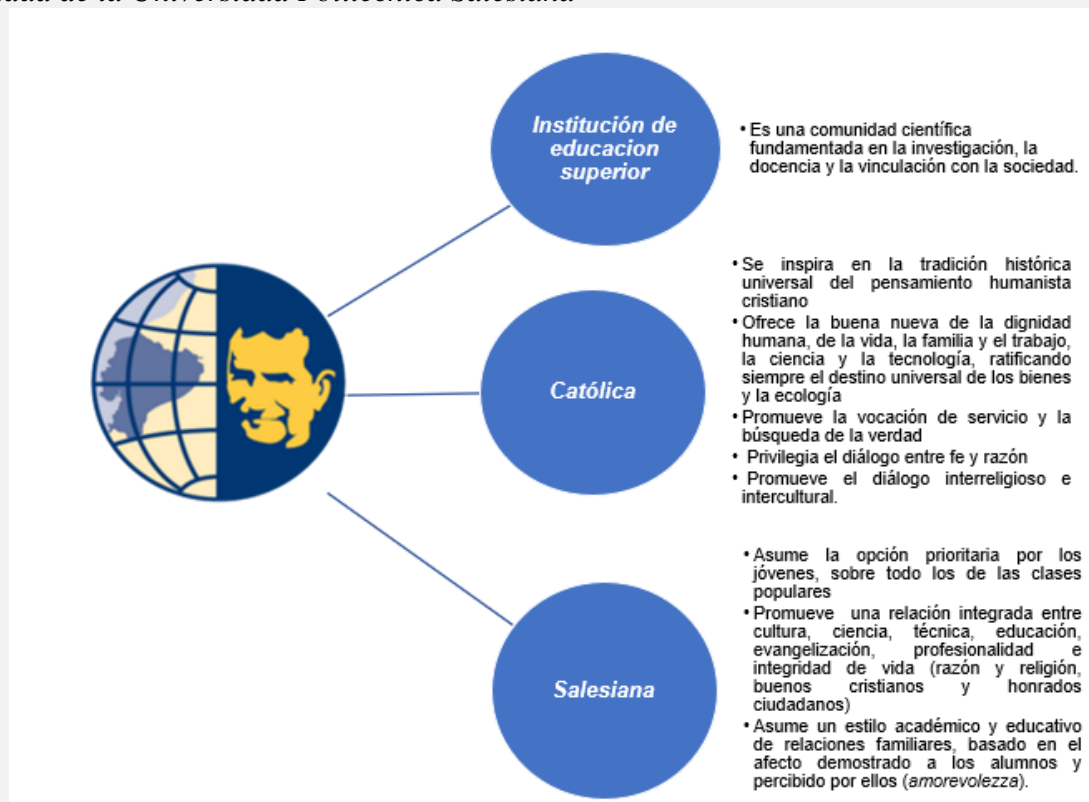 de la Universidad Politécnica Salesiana
Institución de
educacion
superior
• Es una comunidad científica
fundamentada en la investigación, la
docencia y la vinculación con la sociedad.
Católica
• Se inspira en la tradición histórica
universal del pensamiento humanista
cristiano
• Ofrece la buena nueva de la dignidad
humana, de la vida, la familia y el trabajo,
la ciencia y la tecnología, ratificando
siempre el destino universal de los bienes
y la ecología
• Promueve la vocación de servicio y la
búsqueda de la verdad
• Privilegia el diálogo entre fe y razón
• Promueve el diálogo interreligioso e
intercultural.
Salesiana
• Asume la opción prioritaria por los
jóvenes, sobre todo los de las clases
populares
• Promueve una relación integrada entre
cultura, ciencia, técnica, educación,
evangelización, profesionalidad e
integridad de vida (razón y religión,
buenos cristianos y honrados
ciudadanos)
• Asume un estilo académico y educativo
de relaciones familiares, basado en el
afecto demostrado a los alumnos y
percibido por ellos (amorevolezza).